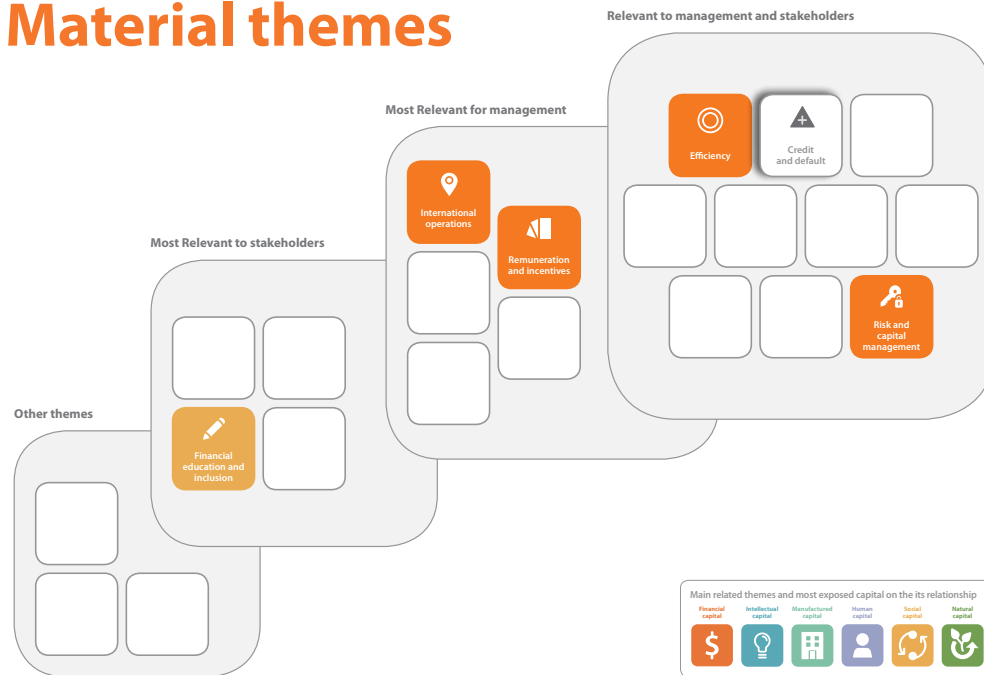 Material themes
Relevant to management and stakeholders
Efficiency
Credit
and default
Risk and
capital
management
Most Relevant for management
International
operations
Remuneration
and incentives
Most Relevant to stakeholders
Financial
education and
inclusion
Other themes
Main related themes and most exposed capital on the its relationship
Financial
capital
Intellectual
capital
Manufactured
capital
Human
capital
Social
capital
Natural
capital